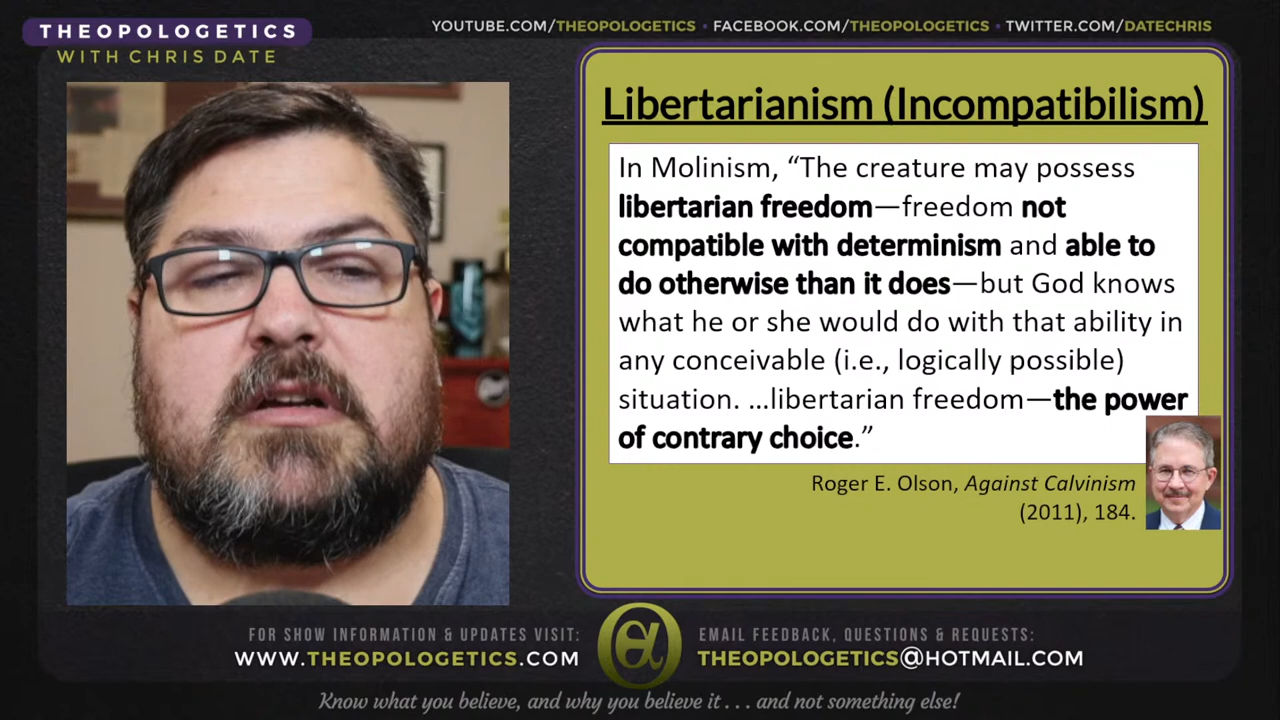 THEOPOLOGETICS
WITH CHRIS DATE
YOUTUBE.COM/THEOPOLOGETICS • FACEBOOK.COM/THEOPOLOGETICS • TWITTER.COM/DATECHRIS
Libertarianism (Incompatibilism)
In Molinism, “The creature may possess
libertarian freedom—freedom not
compatible with determinism and able to
do otherwise than it does—but God knows
what he or she would do with that ability in
any conceivable (i.e., logically possible)
situation. …libertarian freedom—the power
of contrary choice.”
Roger E. Olson, Against Calvinism
(2011), 184.
FOR SHOW INFORMATION & UPDATES VISIT:
WWW.THEOPOLOGETICS.COM
EMAIL FEEDBACK, QUESTIONS & REQUESTS:
THEOPOLOGETICS@HOTMAIL.COM
Know what you believe, and why you believe it . . . and not something else!